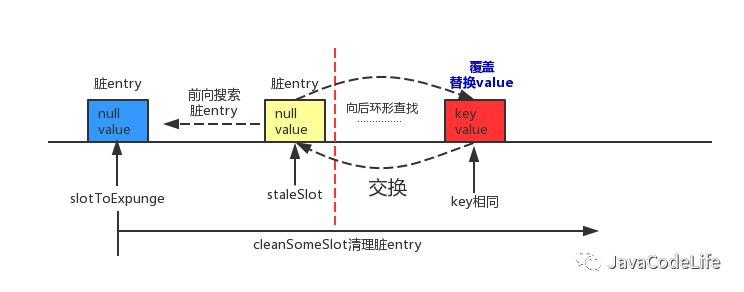 覆盖
替换value
脏entry
脏entry
前向搜索
脏entry
向后环形查找
...............
null
value
null
value
key
value
slotToExpunge
staleSlot
交换
key相同
cleanSomeSlot清理脏entry
JavaCodeLife